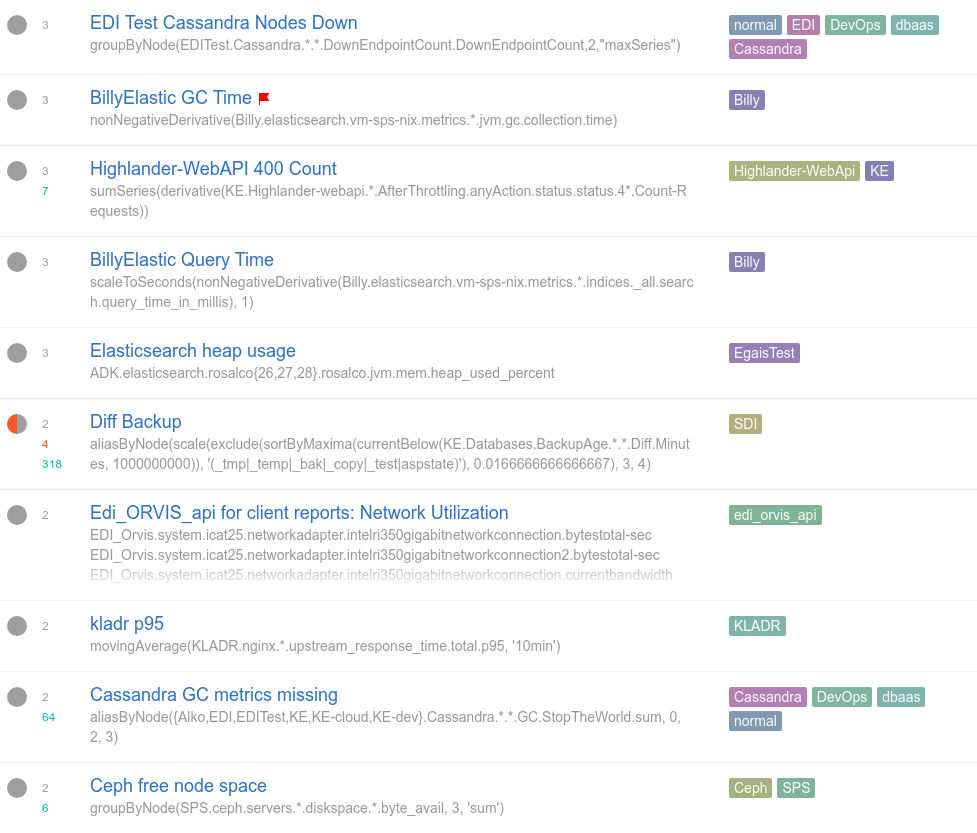 3 EDI Test Cassandra Nodes Down normal EDI DevOps dbaas
groupByNode(EDITest.Cassandra.*.*.DownEndpointCount.DownEndpointCount,2,"maxSeries") Cassandra
3 BillyElastic GC Time Billy
nonNegativeDerivative(Billy.elasticsearch.vm-sps-nix.metrics.*.jvm.gc.collection.time)
3 Highlander-WebAPI 400 Count Highlander-WebApi KE
7 sumSeries(derivative(KE.Highlander-webapi.*.AfterThrottling.anyAction.status.status.4*.Count-R
equests))
3 BillyElastic Query Time Billy
scaleToSeconds(nonNegativeDerivative(Billy.elasticsearch.vm-sps-nix.metrics.*.indices._all.searc
h.query_time_in_millis), 1)
3 Elasticsearch heap usage EgaisTest
ADK.elasticsearch.rosalco{26,27,28}.rosalco.jvm.mem.heap_used_percent
2 Diff Backup SDI
4 aliasByNode(scale(exclude(sortByMaxima(currentBelow(KE.Databases.BackupAge.*.*.Diff.Minut
318 es, 1000000000)), '(_tmp|_temp|_bak|_copy|_test|aspstate)'), 0.0166666666666667), 3, 4)
2 Edi_ORVIS_api for client reports: Network Utilization edi_orvis_api
EDI_Orvis.system.icat25.networkadapter.intelri350gigabitnetworkconnection.bytestotal-sec
EDI_Orvis.system.icat25.networkadapter.intelri350gigabitnetworkconnection2.bytestotal-sec
EDI_Orvis.system.icat25.networkadapter.intelri350gigabitnetworkconnection.currentbandwidth
2 kladr p95 KLADR
movingAverage(KLADR.nginx.*.upstream_response_time.total.p95, '10min')
2 Cassandra GC metrics missing Cassandra DevOps dbaas
64 aliasByNode({Alko,EDI,EDITest,KE,KE-cloud,KE-dev}.Cassandra.*.*.GC.StopTheWorld.sum, 0, normal
2, 3)
2 Ceph free node space Ceph SPS
6 groupByNode(SPS.ceph.servers.*.diskspace.*.byte_avail, 3, 'sum')